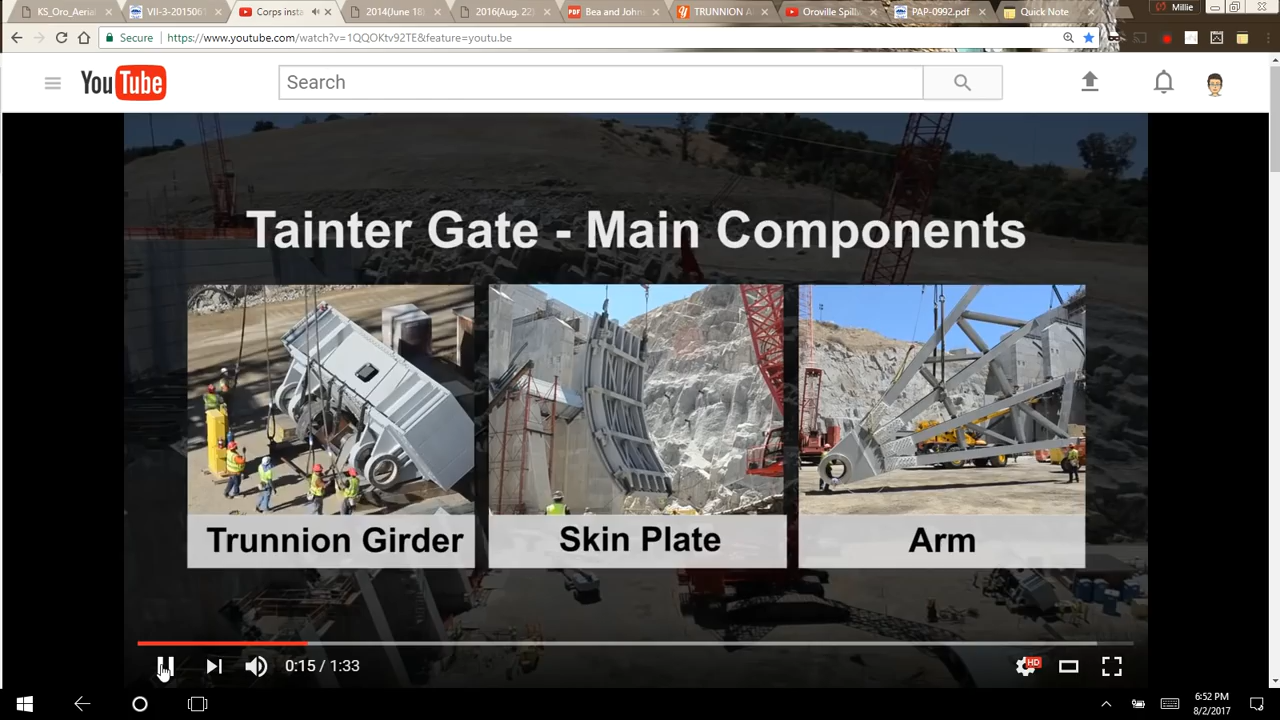 KS_Oro_Aeria
VII-3-2015061
Corps insta
2014(June 18)
2016(Aug. 22
PDF
Bea and John
TRUNNION A
Oroville Spill
PAP-0992.pdf
Quick Note
Millie
Secure
https://www.youtube.com/watch?v=1QQOKtv92TE&feature=youtu.be
YouTube
Search
Tainter Gate - Main Components
Trunnion Girder
Skin Plate
Arm
0:15 / 1:33
HD
6:52 PM
8/2/2017